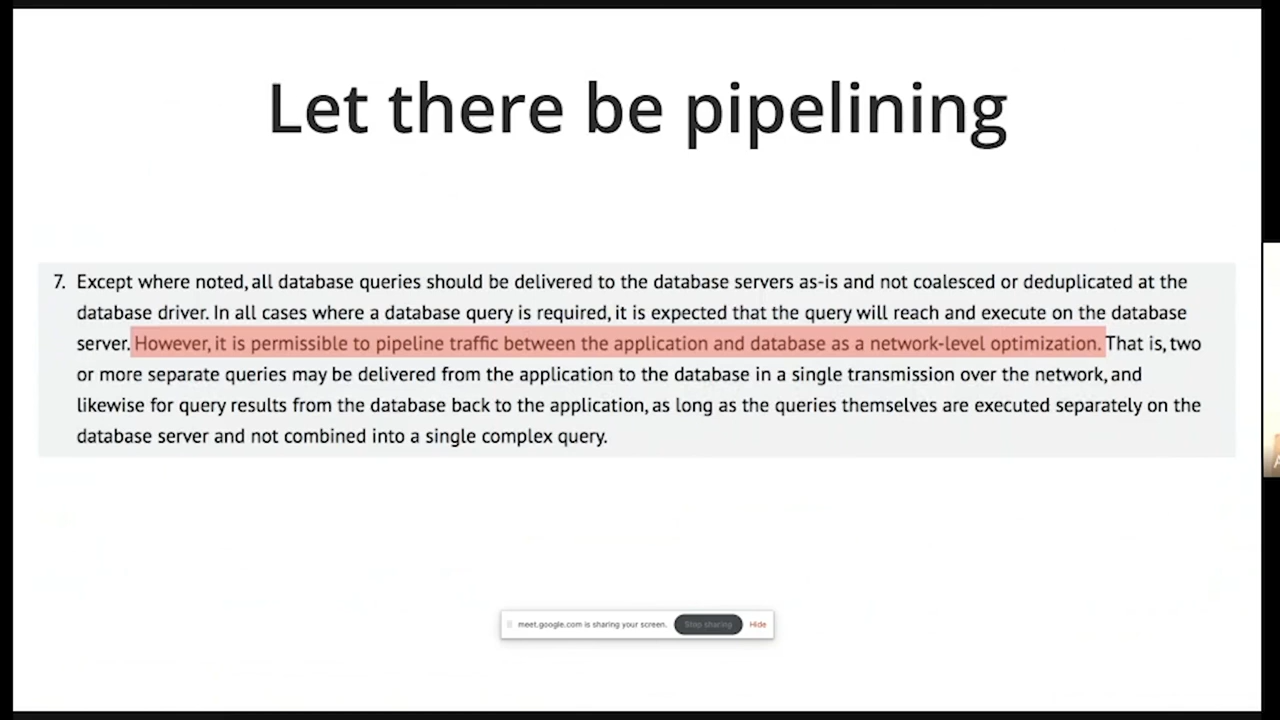 Let there be pipelining
7. Except where noted, all database queries should be delivered to the database servers as-is and not coalesced or deduplicated at the
database driver. In all cases where a database query is required, it is expected that the query will reach and execute on the database
server. However, it is permissible to pipeline traffic between the application and database as a network-level optimization. That is, two
or more separate queries may be delivered from the application to the database in a single transmission over the network, and
likewise for query results from the database back to the application, as long as the queries themselves are executed separately on the
database server and not combined into a single complex query.
meet.google.com is sharing your screen. Stop sharing Hide
A